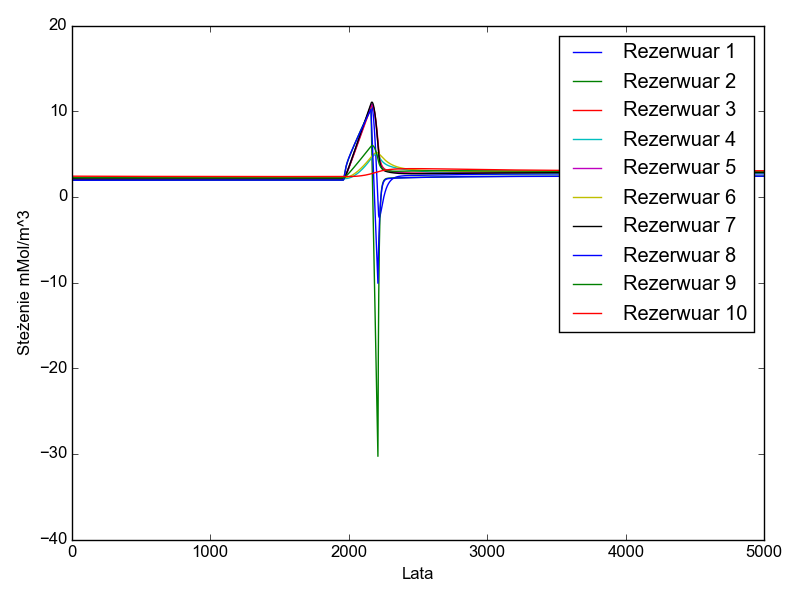 20
10
0
−10
−20
−30
−40
0 1000 2000 3000 4000 5000
Lata
Steżenie mMol/m^3
Rezerwuar 1
Rezerwuar 2
Rezerwuar 3
Rezerwuar 4
Rezerwuar 5
Rezerwuar 6
Rezerwuar 7
Rezerwuar 8
Rezerwuar 9
Rezerwuar 10